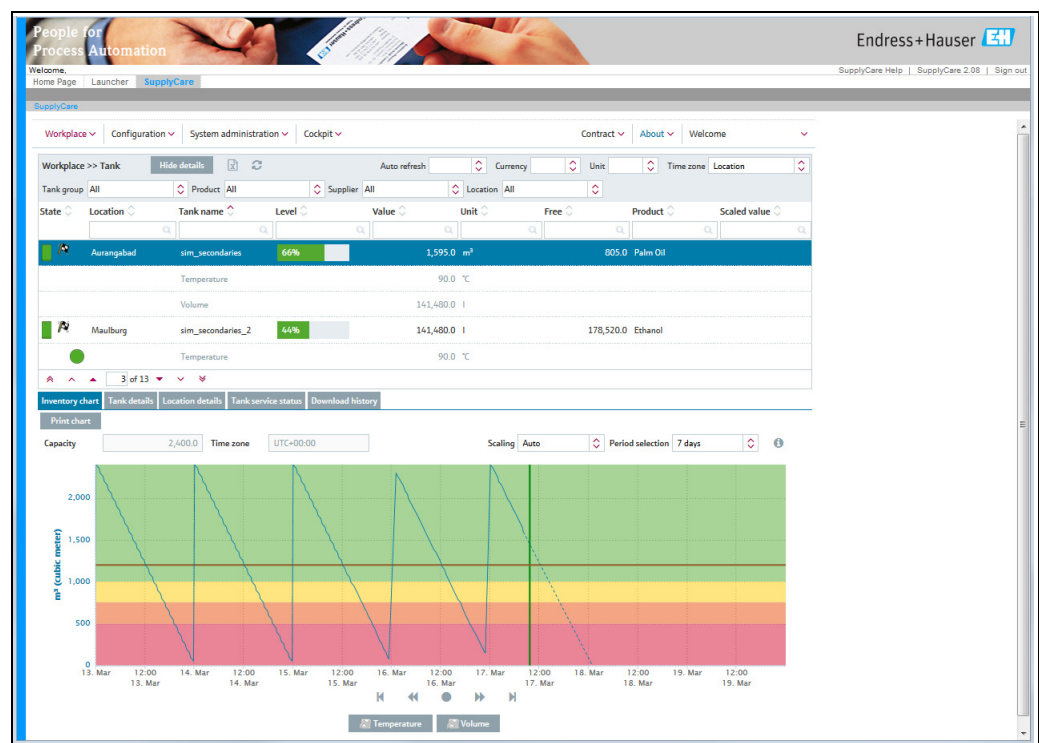 People for
Process Automation
Endress+Hauser EH
Welcome,
SupplyCare Help | SupplyCare 2.08 | Sign out
Home Page Launcher SupplyCare
SupplyCare
Workplace Configuration System administration Cockpit Contract About Welcome
Workplace >> Tank Hide details Auto refresh Currency Unit Time zone Location
Tank group All Product All Supplier All Location All
State Location Tank name Level Value Unit Free Product Scaled value
Aurangabad sim_secondaries 66% 1,595.0 m³ 805.0 Palm Oil
Temperature 90.0 °C
Volume 141,480.0 l
Maulburg sim_secondaries_2 44% 141,480.0 l 178,520.0 Ethanol
Temperature 90.0 °C
3 of 13
Inventory chart Tank details Location details Tank service status Download history
Print chart
Capacity 2,400.0 Time zone UTC+00:00 Scaling Auto Period selection 7 days
m³ (cubic meter)
2,000
1,500
1,000
500
0
13. Mar 12:00 14. Mar 12:00 15. Mar 12:00 16. Mar 12:00 17. Mar 12:00 18. Mar 12:00 19. Mar 12:00
13. Mar 14. Mar 15. Mar 16. Mar 17. Mar 18. Mar 19. Mar
Temperature Volume